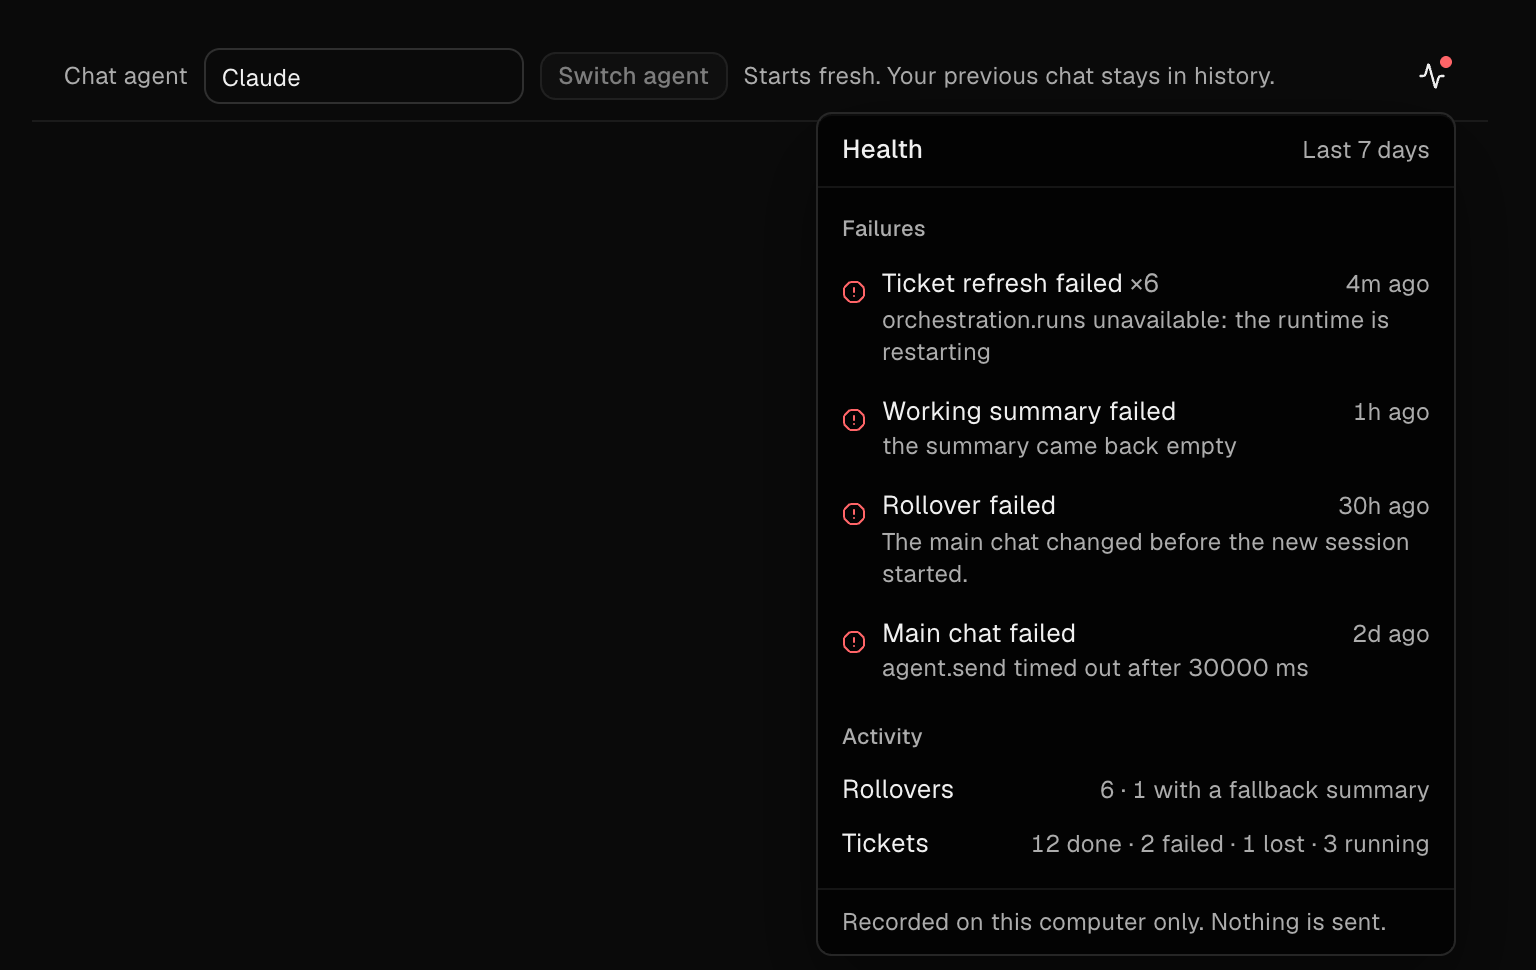 Chat agent
Claude
Switch agent
Starts fresh. Your previous chat stays in history.
Health
Last 7 days
Failures
Ticket refresh failed ×6
4m ago
orchestration.runs unavailable: the runtime is
restarting
Working summary failed
1h ago
the summary came back empty
Rollover failed
30h ago
The main chat changed before the new session
started.
Main chat failed
2d ago
agent.send timed out after 30000 ms
Activity
Rollovers
6 · 1 with a fallback summary
Tickets
12 done · 2 failed · 1 lost · 3 running
Recorded on this computer only. Nothing is sent.